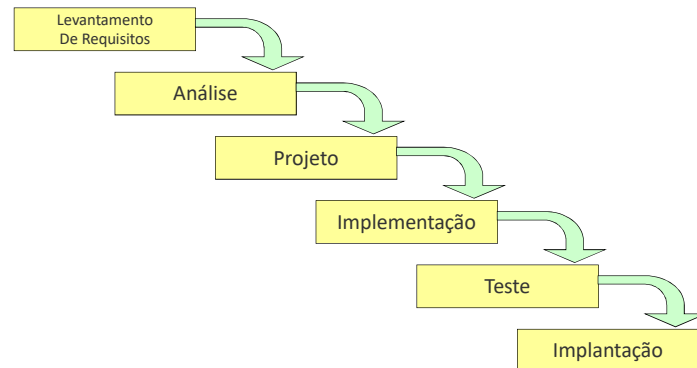 Levantamento
De Requisitos
Análise
Projeto
Implementação
Teste
Implantação